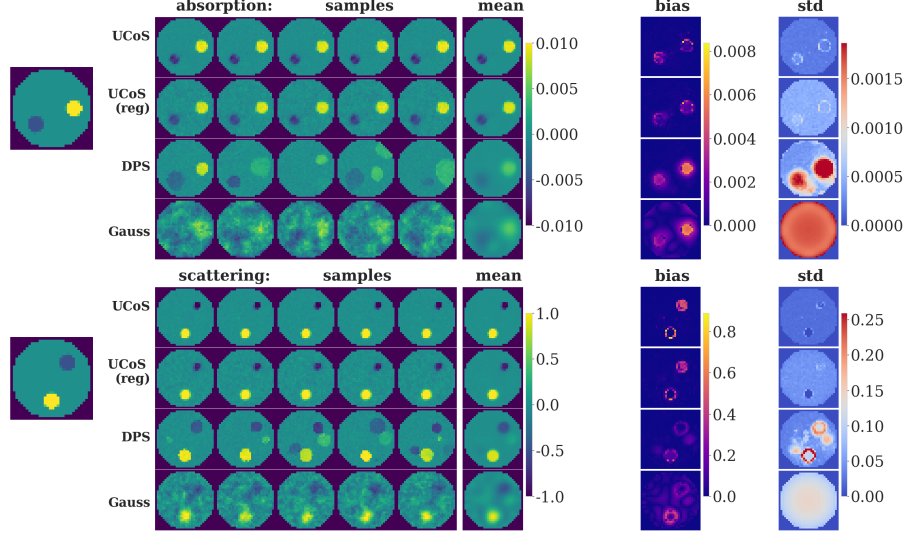 absorption: samples mean bias std
UCoS
UCoS
(reg)
DPS
Gauss
0.010
0.005
0.000
-0.005
-0.010
0.008
0.006
0.004
0.002
0.000
0.0015
0.0010
0.0005
0.0000
scattering: samples mean bias std
UCoS
UCoS
(reg)
DPS
Gauss
1.0
0.5
0.0
-0.5
-1.0
0.8
0.6
0.4
0.2
0.0
0.25
0.20
0.15
0.10
0.05
0.00